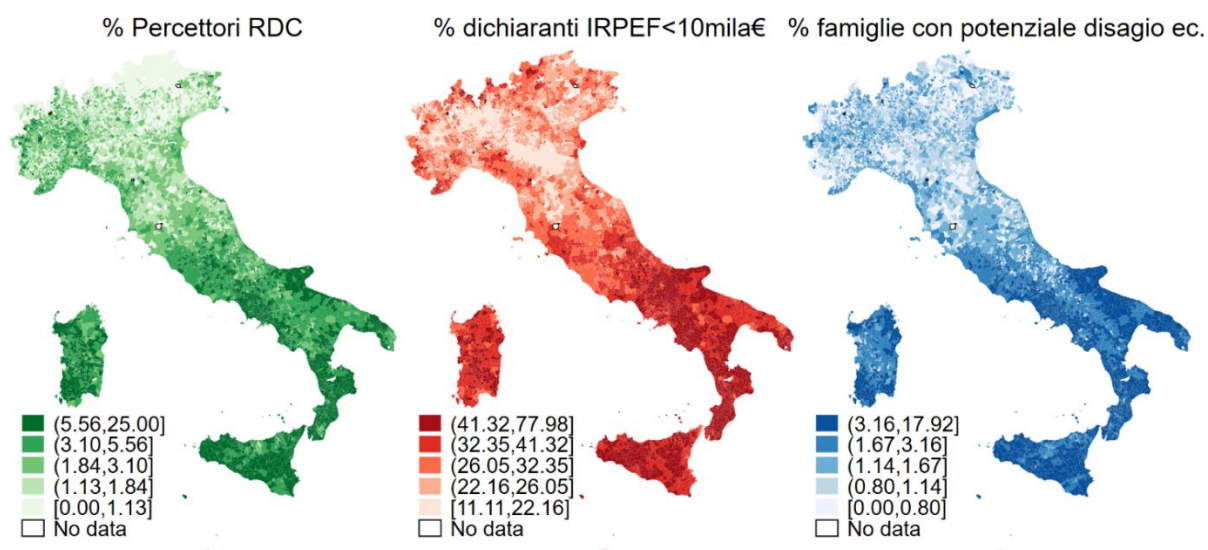 % Percettori RDC
% dichiaranti IRPEF<10mila€
% famiglie con potenziale disagio ec.
(5.56,25.00]
(3.10,5.56]
(1.84,3.10]
(1.13,1.84]
[0.00,1.13]
No data
(41.32,77.98]
(32.35,41.32]
(26.05,32.35]
(22.16,26.05]
[11.11,22.16]
No data
(3.16,17.92]
(1.67,3.16]
(1.14,1.67]
(0.80,1.14]
[0.00,0.80]
No data